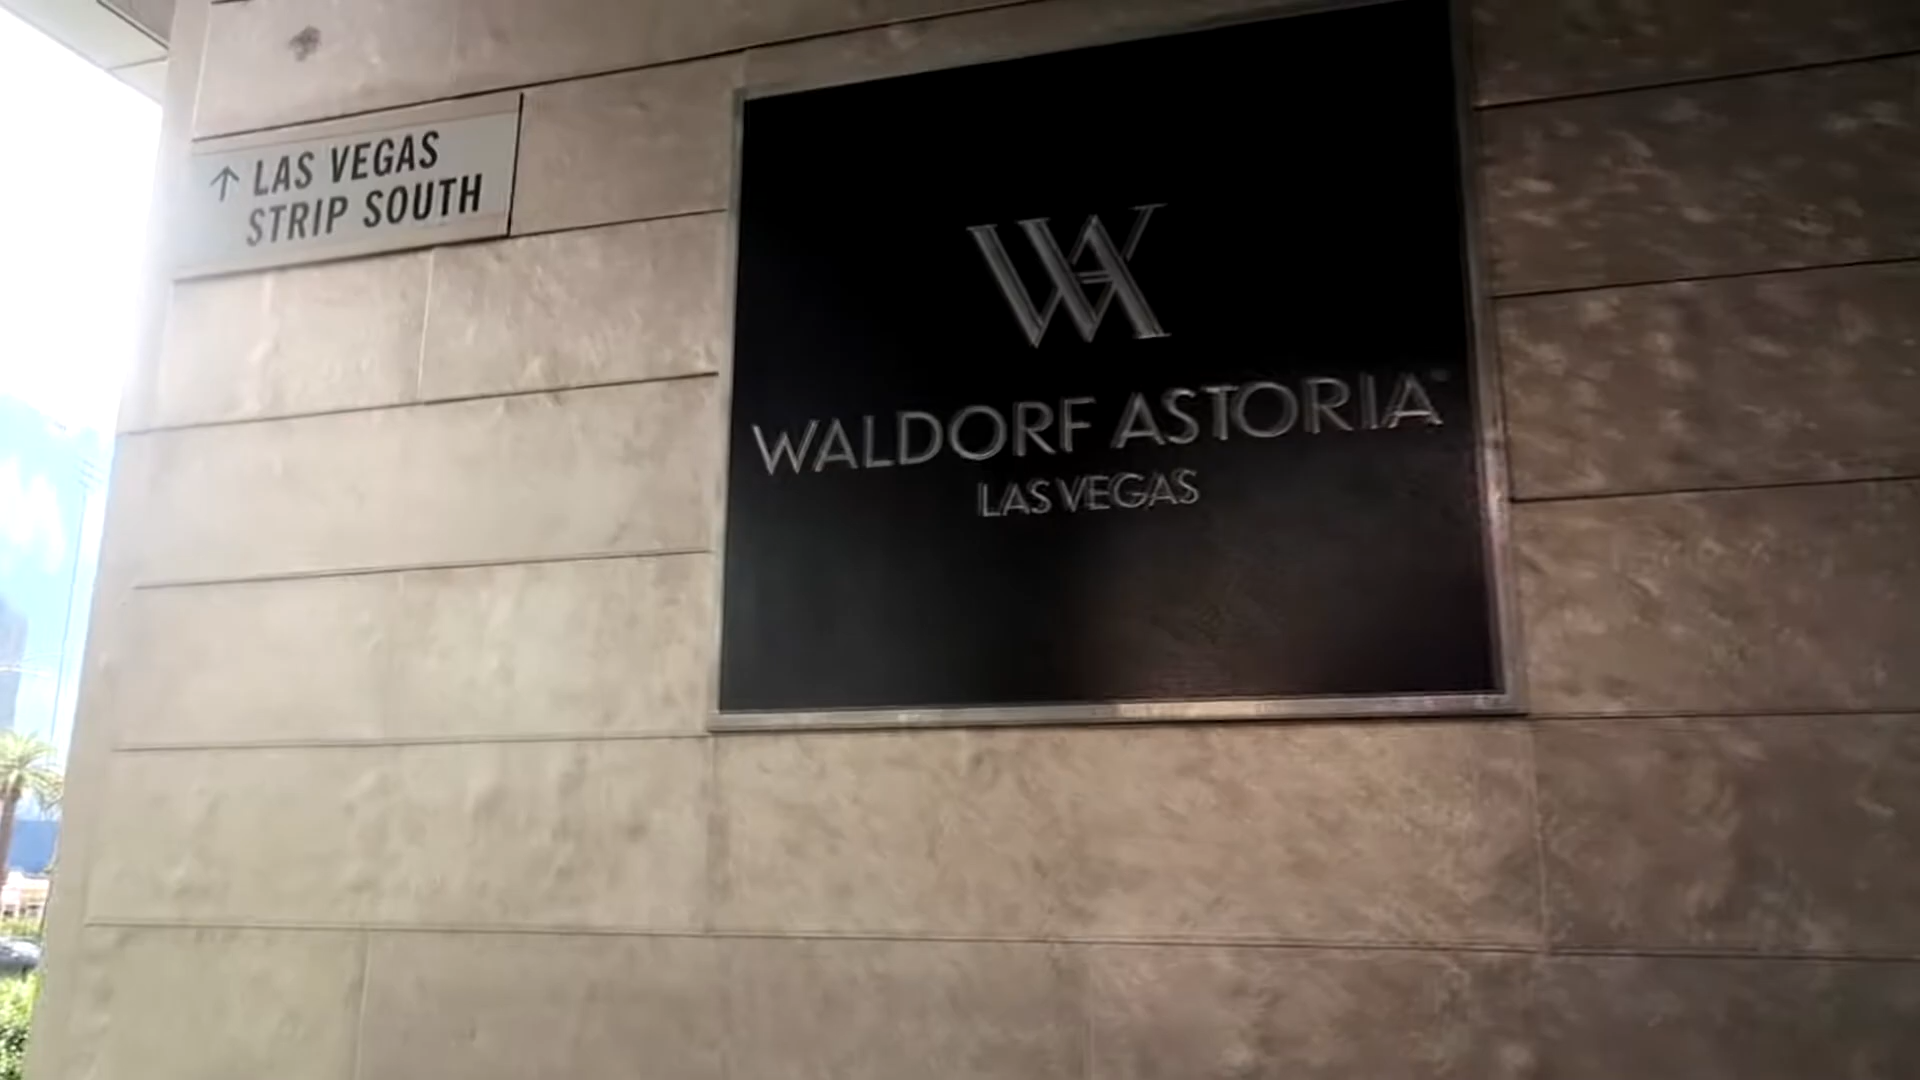 ↑ LAS VEGAS
STRIP SOUTH
WA
WALDORF ASTORIA
LAS VEGAS